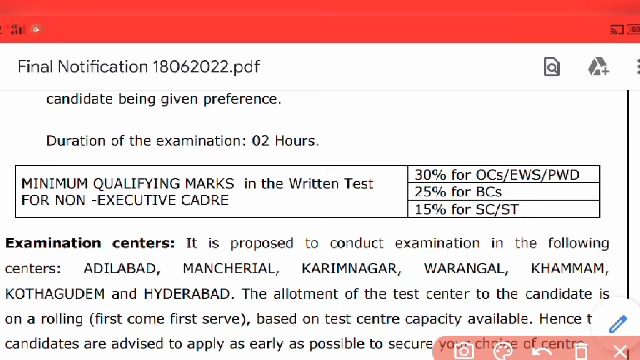 Final Notification 18062022.pdf
candidate being given preference.
Duration of the examination: 02 Hours.
MINIMUM QUALIFYING MARKS in the Written Test
FOR NON -EXECUTIVE CADRE
30% for OCs/EWS/PWD
25% for BCs
15% for SC/ST
Examination centers: It is proposed to conduct examination in the following
centers: ADILABAD, MANCHERIAL, KARIMNAGAR, WARANGAL, KHAMMAM,
KOTHAGUDEM and HYDERABAD. The allotment of the test center to the candidate is
on a rolling (first come first serve), based on test centre capacity available. Hence
candidates are advised to apply as early as possible to secure your choice of centre.